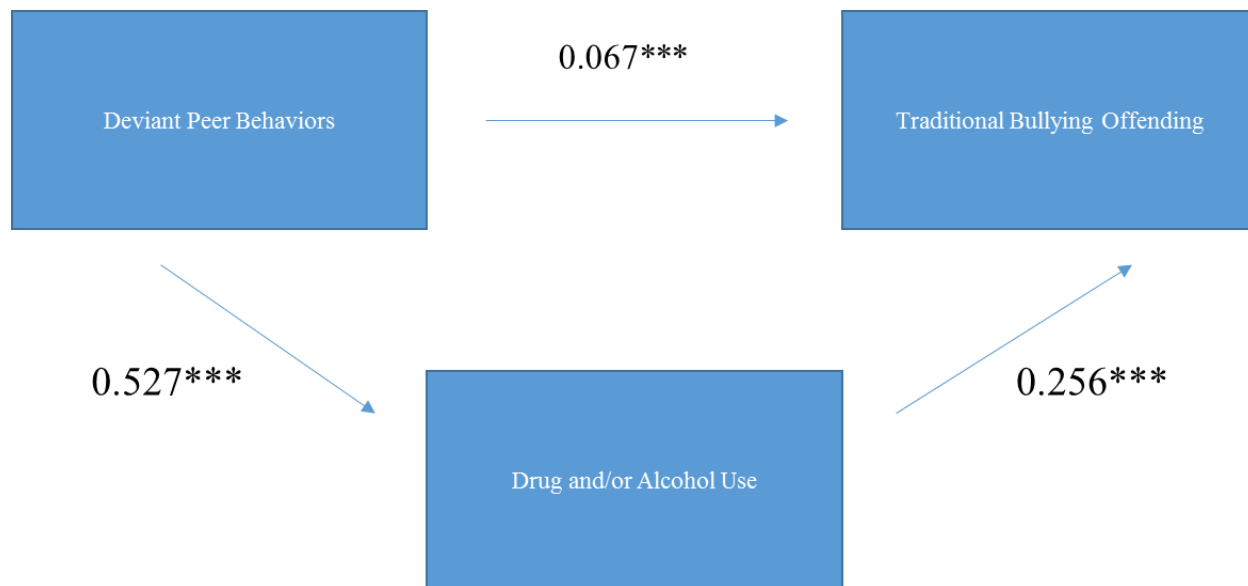 0.067***
Deviant Peer Behaviors
Traditional Bullying Offending
0.527***
0.256***
Drug and/or Alcohol Use